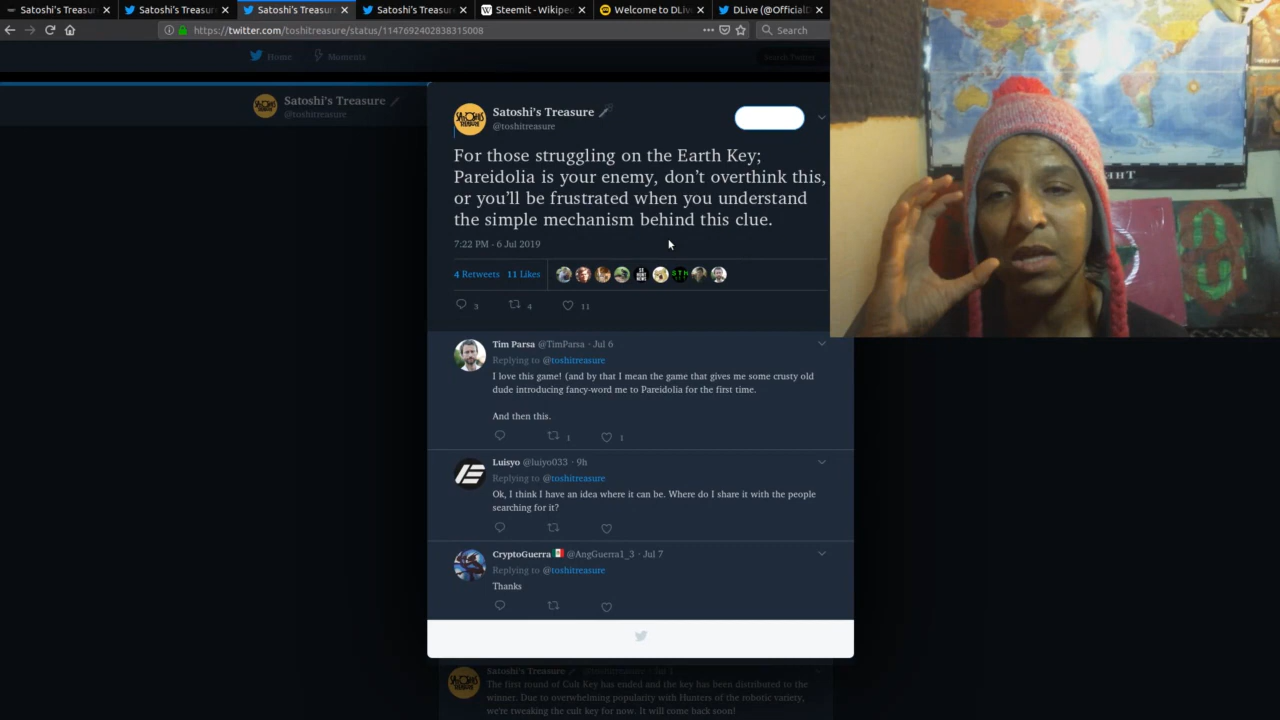 Satoshi's Treasur
Satoshi's Treasure
Satoshi's Treasure
Satoshi's Treasure
Steemit - Wikiped
Welcome to DLive
DLive (@OfficialD
https://twitter.com/toshitreasure/status/1147692402838315008
Search
Home
Moments
Search Twitter
Satoshi's Treasure
@toshitreasure
Satoshi's Treasure
@toshitreasure
For those struggling on the Earth Key;
Pareidolia is your enemy, don't overthink this,
or you'll be frustrated when you understand
the simple mechanism behind this clue.
7:22 PM - 6 Jul 2019
4 Retweets 11 Likes
3 4 11
Tim Parsa @TimParsa · Jul 6
Replying to @toshitreasure
I love this game! (and by that I mean the game that gives me some crusty old
dude introducing fancy-word me to Pareidolia for the first time.
And then this.
1 1
Luisyo @luiyo033 · 9h
Replying to @toshitreasure
Ok, I think I have an idea where it can be. Where do I share it with the people
searching for it?
CryptoGuerra @AngGuerra1_3 · Jul 7
Replying to @toshitreasure
Thanks
Satoshi's Treasure
The first round of Cult Key has ended and the key has been distributed to the
winner. Due to overwhelming popularity with Hunters of the robotic variety,
we're tweaking the cult key for now. It will come back soon!